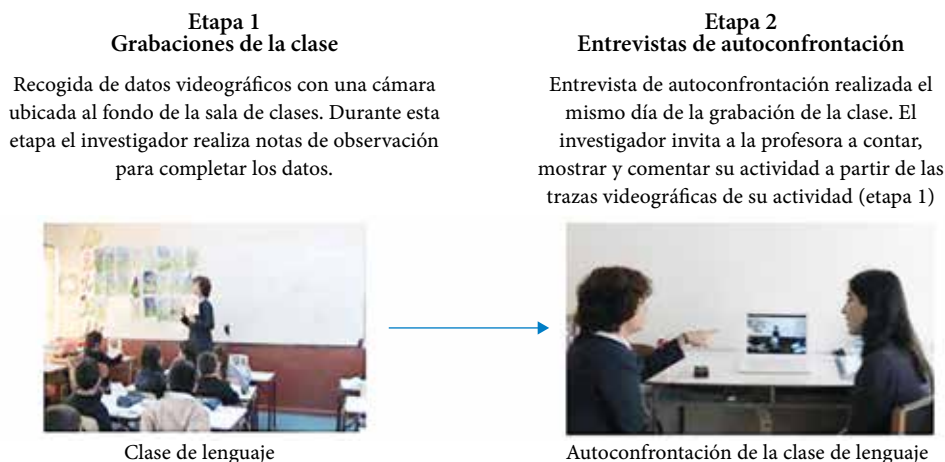 Etapa 1
Grabaciones de la clase
Recogida de datos videográficos con una cámara
ubicada al fondo de la sala de clases. Durante esta
etapa el investigador realiza notas de observación
para completar los datos.
Clase de lenguaje
Etapa 2
Entrevistas de autoconfrontación
Entrevista de autoconfrontación realizada el
mismo día de la grabación de la clase. El
investigador invita a la profesora a contar,
mostrar y comentar su actividad a partir de las
trazas videográficas de su actividad (etapa 1)
Autoconfrontación de la clase de lenguaje